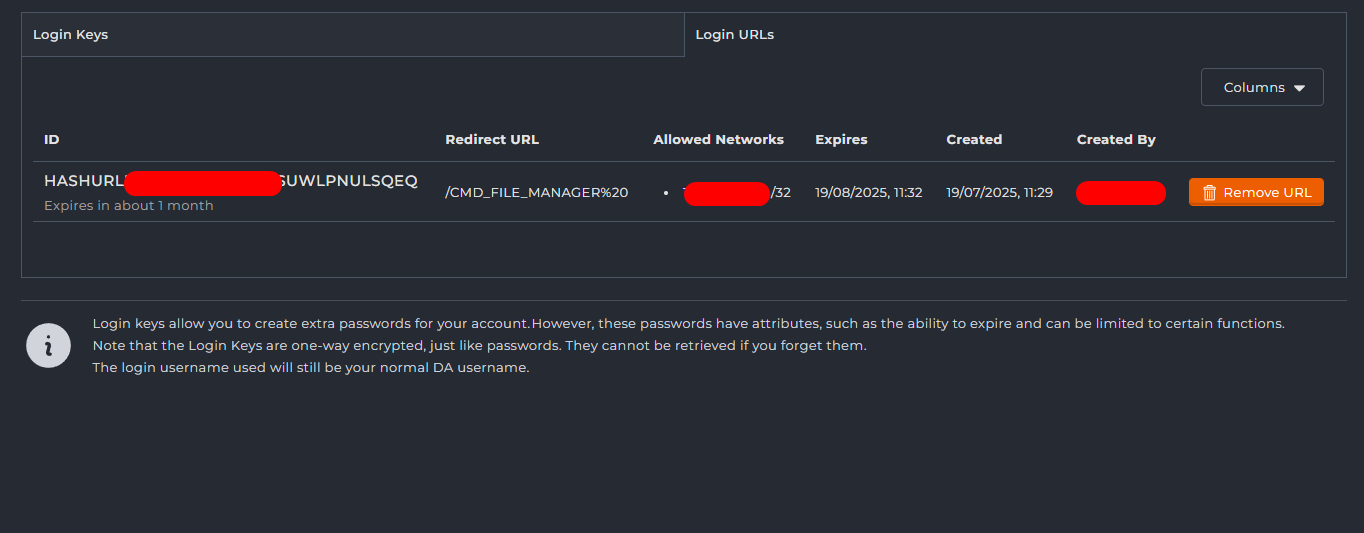 Login Keys
Login URLs
Columns
ID Redirect URL Allowed Networks Expires Created Created By
HASHURL SUWLPNULSQEQ /CMD_FILE_MANAGER%20 • /32 19/08/2025, 11:32 19/07/2025, 11:29 Remove URL
Expires in about 1 month
Login keys allow you to create extra passwords for your account.However, these passwords have attributes, such as the ability to expire and can be limited to certain functions.
Note that the Login Keys are one-way encrypted, just like passwords. They cannot be retrieved if you forget them.
The login username used will still be your normal DA username.